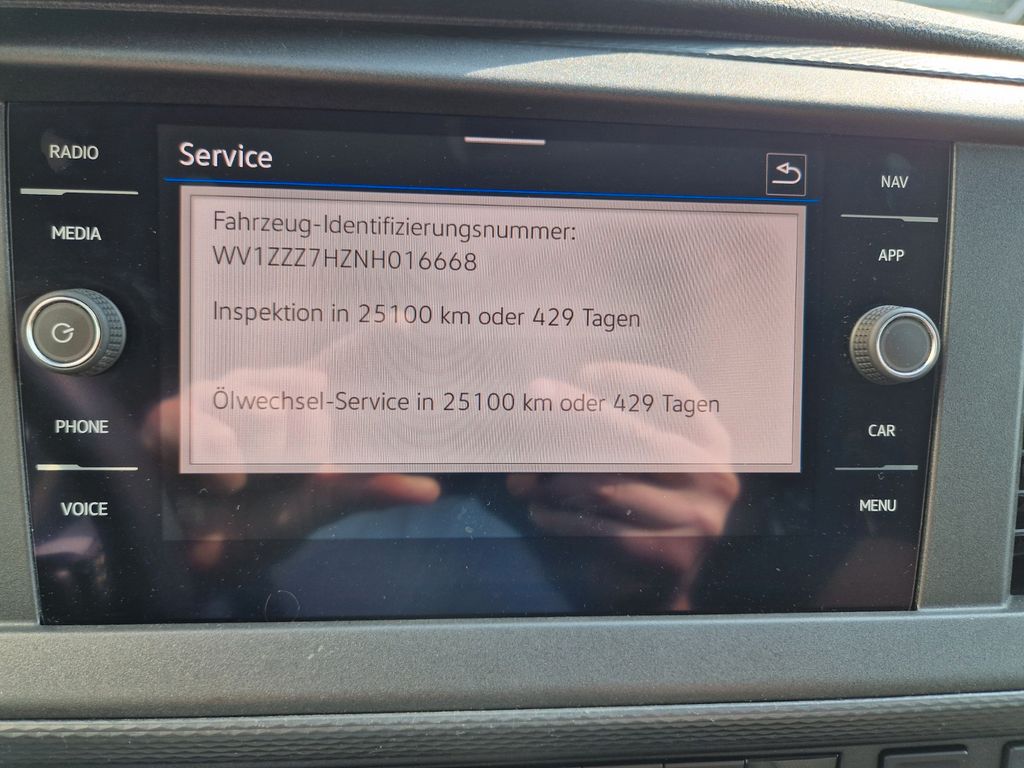 RADIO
MEDIA
PHONE
VOICE
Service
Fahrzeug-Identifizierungsnummer:
WV1ZZZ7HZNH016668
Inspektion in 25100 km oder 429 Tagen
Ölwechsel-Service in 25100 km oder 429 Tagen
NAV
APP
CAR
MENU